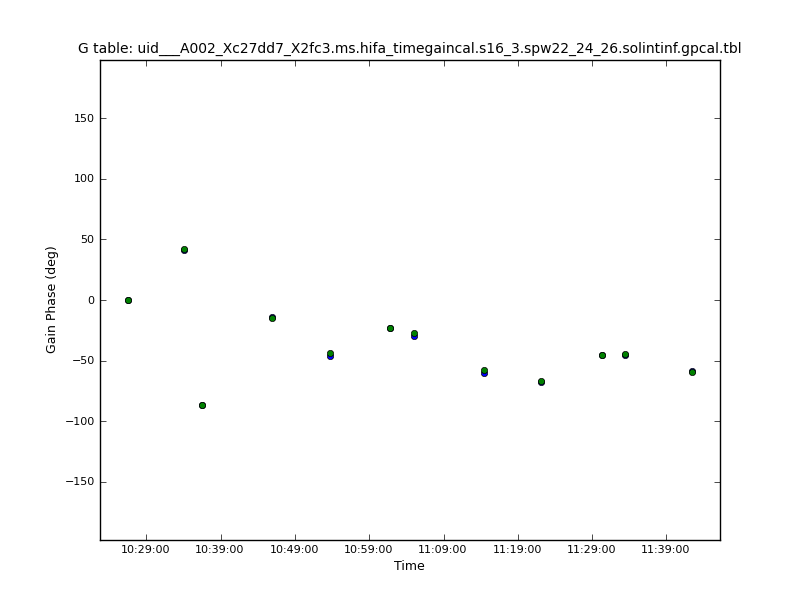 G table: uid___A002_Xc27dd7_X2fc3.ms.hifa_timegaincal.s16_3.spw22_24_26.solintinf.gpcal.tbl
150
100
50
0
−50
−100
−150
Gain Phase (deg)
10:29:00 10:39:00 10:49:00 10:59:00 11:09:00 11:19:00 11:29:00 11:39:00
Time